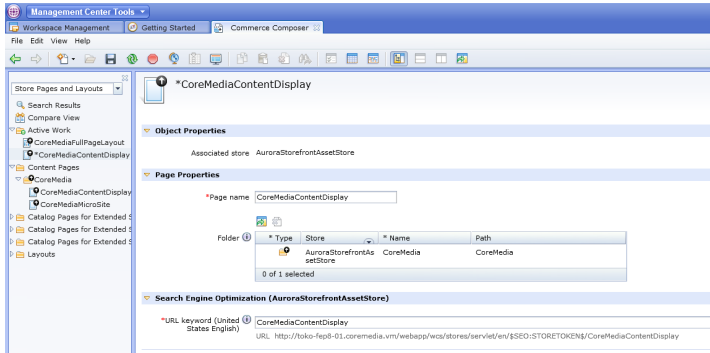 Management Center Tools
Workspace Management
Getting Started
Commerce Composer
File Edit View Help
Store Pages and Layouts
Search Results
Compare View
Active Work
CoreMediaFullPageLayout
*CoreMediaContentDisplay
Content Pages
CoreMedia
CoreMediaContentDisplay
CoreMediaMicroSite
Catalog Pages for Extended S
Catalog Pages for Extended S
Catalog Pages for Extended S
Layouts
*CoreMediaContentDisplay
Object Properties
Associated store AuroraStorefrontAssetStore
Page Properties
*Page name CoreMediaContentDisplay
Folder
* Type Store * Name Path
AuroraStorefrontAs CoreMedia CoreMedia
setStore
0 of 1 selected
Search Engine Optimization (AuroraStorefrontAssetStore)
*URL keyword (United CoreMediaContentDisplay
States English)
URL http://toko-fep8-01.coremedia.vm/webapp/wcs/stores/servlet/en/$SEO:STORETOKEN$/CoreMediaContentDisplay